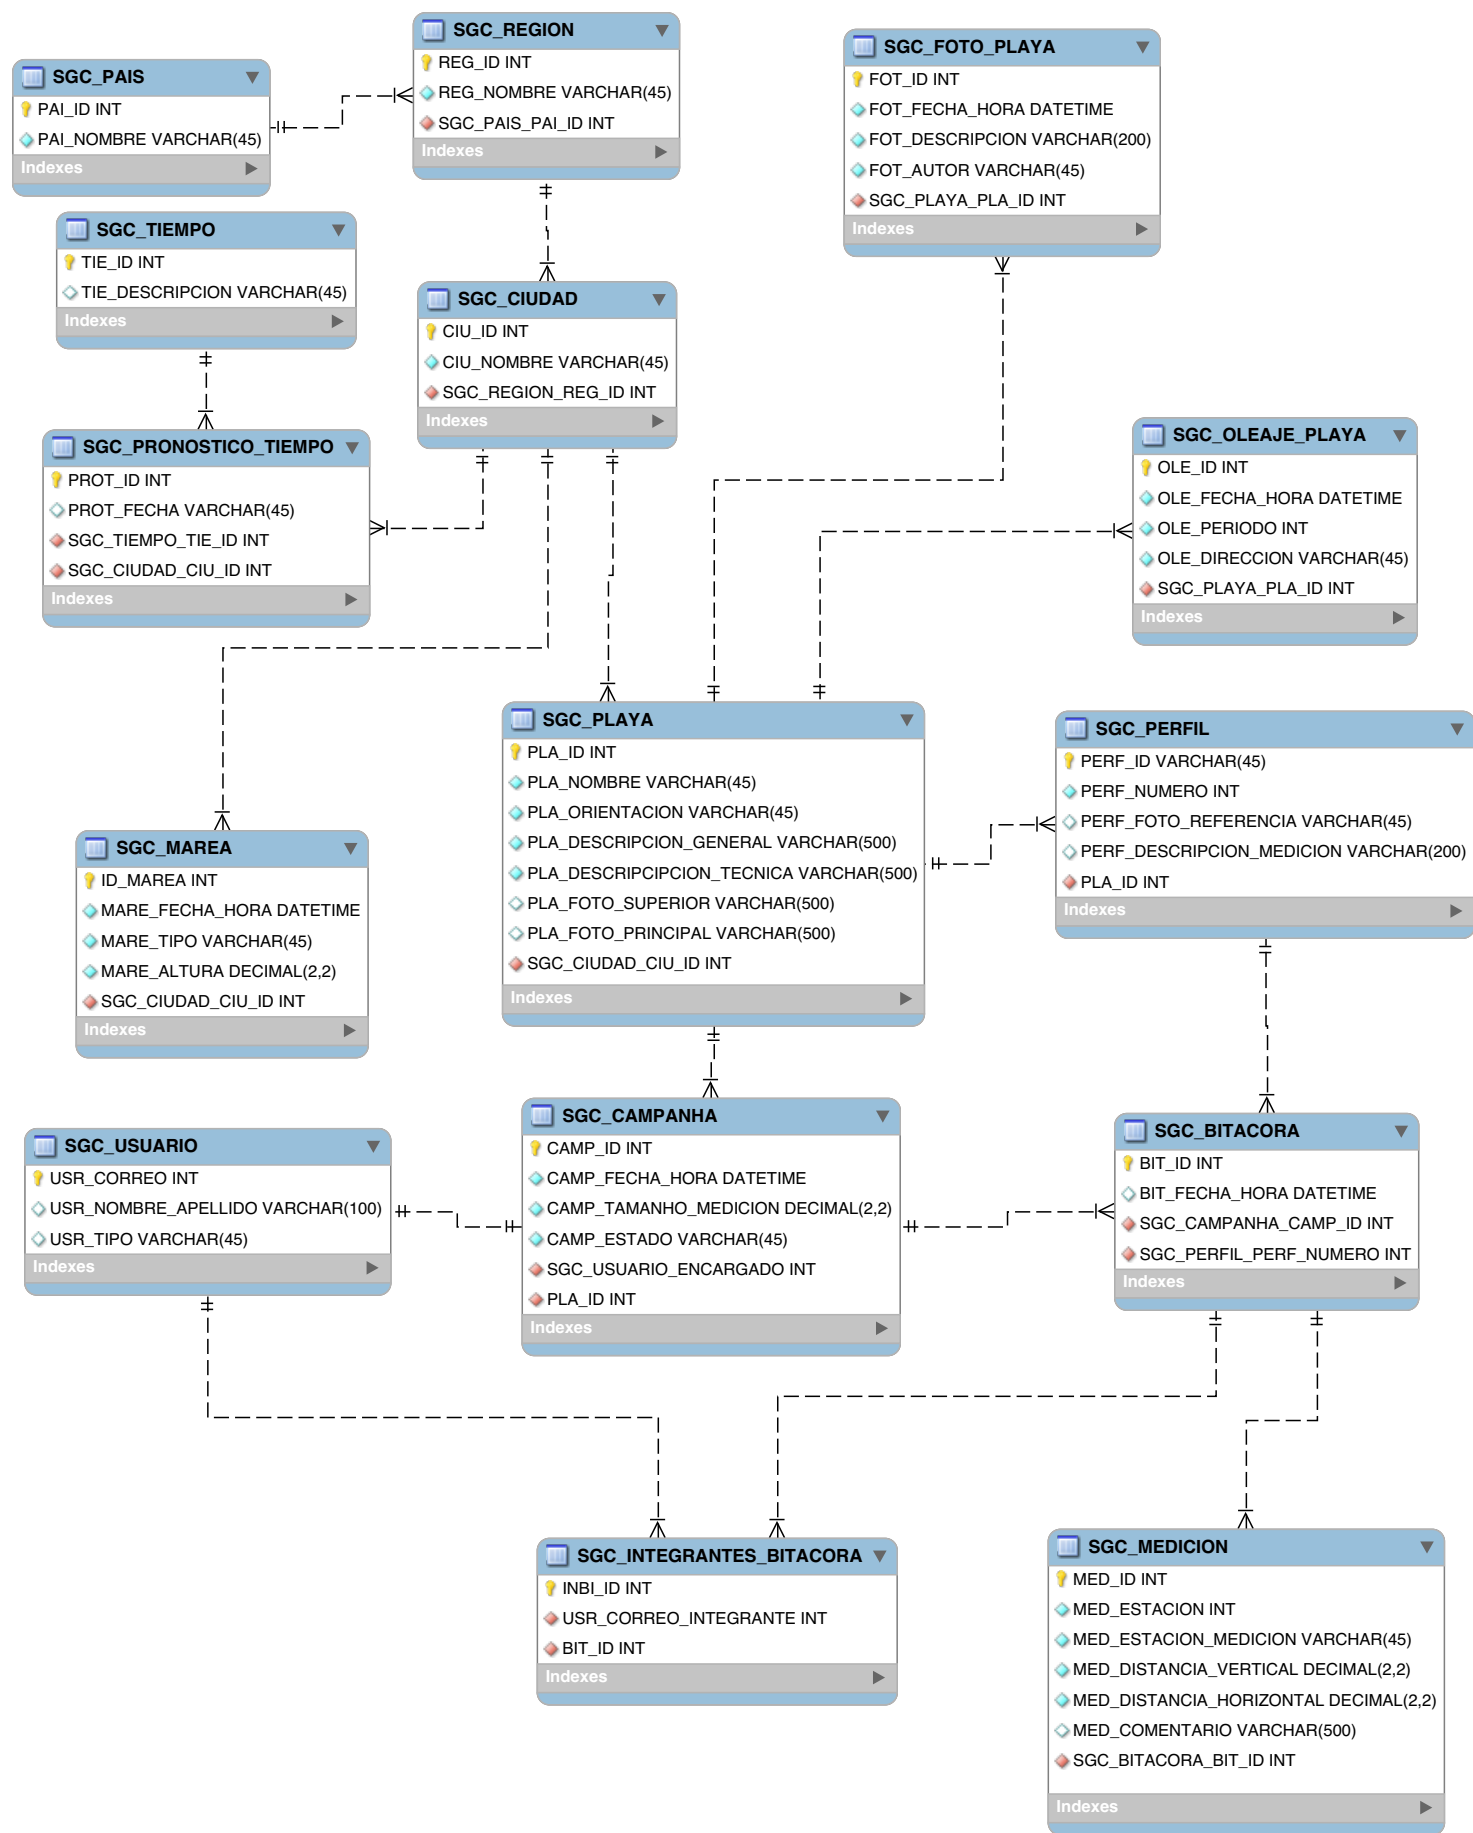 SGC_PAIS
PAI_ID INT
PAI_NOMBRE VARCHAR(45)
Indexes
SGC_REGION
REG_ID INT
REG_NOMBRE VARCHAR(45)
SGC_PAIS_PAI_ID INT
Indexes
SGC_FOTO_PLAYA
FOT_ID INT
FOT_FECHA_HORA DATETIME
FOT_DESCRIPCION VARCHAR(200)
FOT_AUTOR VARCHAR(45)
SGC_PLAYA_PLA_ID INT
Indexes
SGC_TIEMPO
TIE_ID INT
TIE_DESCRIPCION VARCHAR(45)
Indexes
SGC_CIUDAD
CIU_ID INT
CIU_NOMBRE VARCHAR(45)
SGC_REGION_REG_ID INT
Indexes
SGC_PRONOSTICO_TIEMPO
PROT_ID INT
PROT_FECHA VARCHAR(45)
SGC_TIEMPO_TIE_ID INT
SGC_CIUDAD_CIU_ID INT
Indexes
SGC_OLEAJE_PLAYA
OLE_ID INT
OLE_FECHA_HORA DATETIME
OLE_PERIODO INT
OLE_DIRECCION VARCHAR(45)
SGC_PLAYA_PLA_ID INT
Indexes
SGC_PLAYA
PLA_ID INT
PLA_NOMBRE VARCHAR(45)
PLA_ORIENTACION VARCHAR(45)
PLA_DESCRIPCION_GENERAL VARCHAR(500)
PLA_DESCRIPCIPCION_TECNICA VARCHAR(500)
PLA_FOTO_SUPERIOR VARCHAR(500)
PLA_FOTO_PRINCIPAL VARCHAR(500)
SGC_CIUDAD_CIU_ID INT
Indexes
SGC_PERFIL
PERF_ID VARCHAR(45)
PERF_NUMERO INT
PERF_FOTO_REFERENCIA VARCHAR(45)
PERF_DESCRIPCION_MEDICION VARCHAR(200)
PLA_ID INT
Indexes
SGC_MAREA
ID_MAREA INT
MARE_FECHA_HORA DATETIME
MARE_TIPO VARCHAR(45)
MARE_ALTURA DECIMAL(2,2)
SGC_CIUDAD_CIU_ID INT
Indexes
SGC_USUARIO
USR_CORREO INT
USR_NOMBRE_APELLIDO VARCHAR(100)
USR_TIPO VARCHAR(45)
Indexes
SGC_CAMPANHA
CAMP_ID INT
CAMP_FECHA_HORA DATETIME
CAMP_TAMANHO_MEDICION DECIMAL(2,2)
CAMP_ESTADO VARCHAR(45)
SGC_USUARIO_ENCARGADO INT
PLA_ID INT
Indexes
SGC_BITACORA
BIT_ID INT
BIT_FECHA_HORA DATETIME
SGC_CAMPANHA_CAMP_ID INT
SGC_PERFIL_PERF_NUMERO INT
Indexes
SGC_INTEGRANTES_BITACORA
INBI_ID INT
USR_CORREO_INTEGRANTE INT
BIT_ID INT
Indexes
SGC_MEDICION
MED_ID INT
MED_ESTACION INT
MED_ESTACION_MEDICION VARCHAR(45)
MED_DISTANCIA_VERTICAL DECIMAL(2,2)
MED_DISTANCIA_HORIZONTAL DECIMAL(2,2)
MED_COMENTARIO VARCHAR(500)
SGC_BITACORA_BIT_ID INT
Indexes